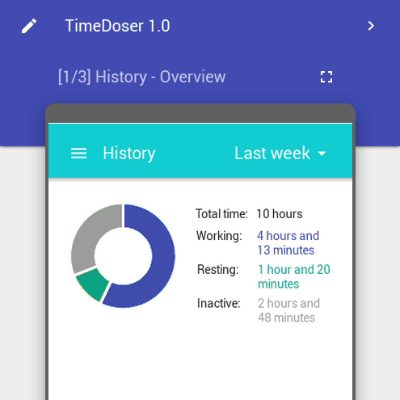 TimeDoser 1.0
[1/3] History - Overview
History
Last week
Total time: 10 hours
Working: 4 hours and
13 minutes
Resting: 1 hour and 20
minutes
Inactive: 2 hours and
48 minutes